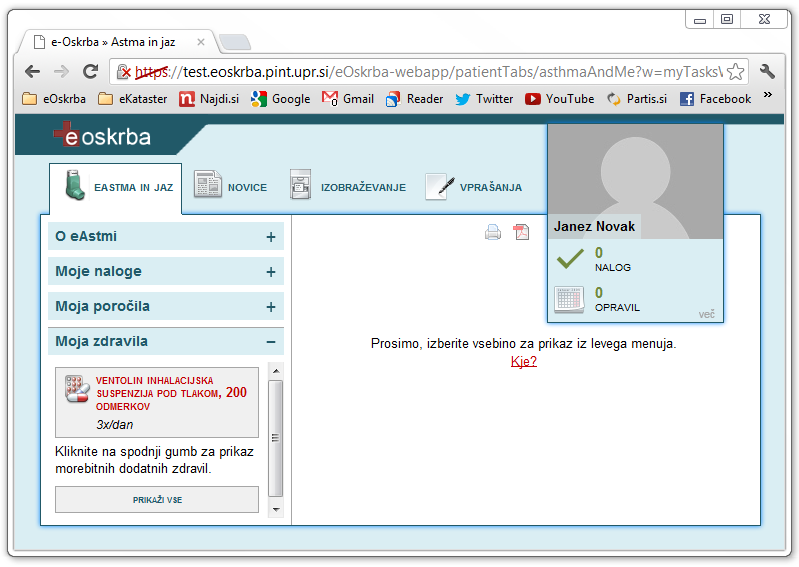 e-Oskrba » Astma in jaz
https://test.eoskrba.pint.upr.si/eOskrba-webapp/patientTabs/asthmaAndMe?w=myTasksW
eOskrba eKataster Najdi.si Google Gmail Reader Twitter YouTube Partis.si Facebook »
eoskrba
EASTMA IN JAZ NOVICE IZOBRAŽEVANJE VPRAŠANJA
Janez Novak
0
NALOG
0
OPRAVIL
več
O eAstmi +
Moje naloge +
Moja poročila +
Moja zdravila −
VENTOLIN INHALACIJSKA
SUSPENZIJA POD TLAKOM, 200
ODMERKOV
3x/dan
Kliknite na spodnji gumb za prikaz
morebitnih dodatnih zdravil.
PRIKAŽI VSE
Prosimo, izberite vsebino za prikaz iz levega menuja.
Kje?